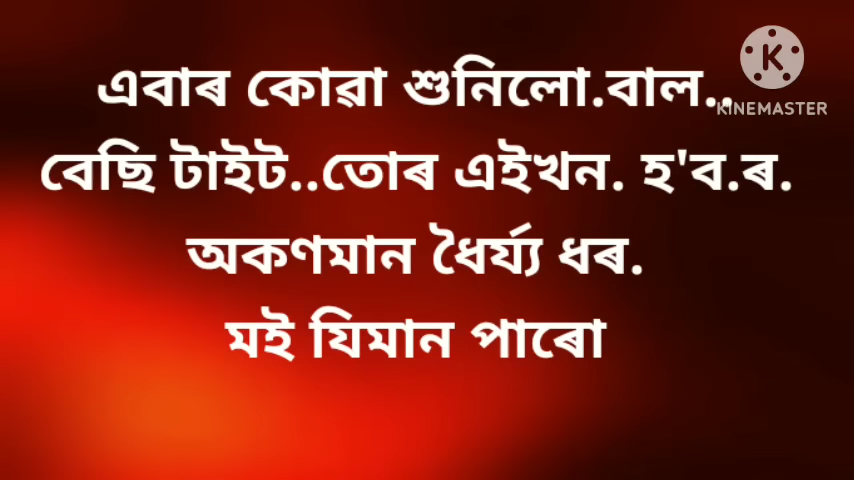 এবাৰ কোৱা শুনিলো.বাল..
KINEMASTER
বেছি টাইট..তোৰ এইখন. হ'ব.ৰ.
অকণমান ধৈৰ্য্য ধৰ.
মই যিমান পাৰো